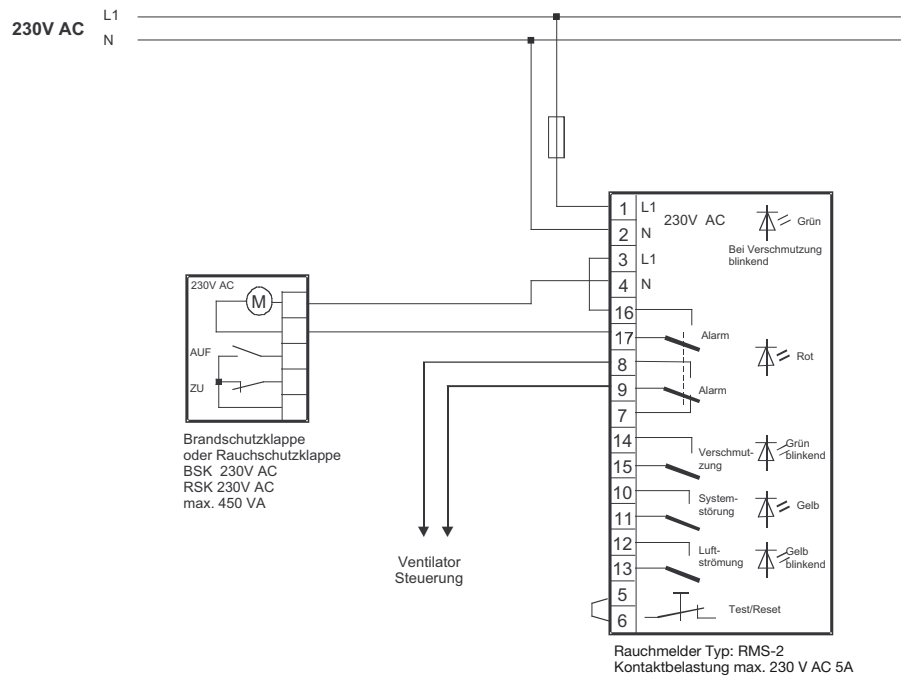 230V AC
L1
N
1 L1
230V AC
Grün
2 N
Bei Verschmutzung
blinkend
3 L1
4 N
16
17
Alarm
8
Rot
9
Alarm
7
14
15
Verschmut-
zung
Grün
blinkend
10
11
System-
störung
Gelb
12
13
Luft-
strömung
Gelb
blinkend
5
6
Test/Reset
Rauchmelder Typ: RMS-2
Kontaktbelastung max. 230 V AC 5A
230V AC
M
AUF
ZU
Brandschutzklappe
oder Rauchschutzklappe
BSK 230V AC
RSK 230V AC
max. 450 VA
Ventilator
Steuerung